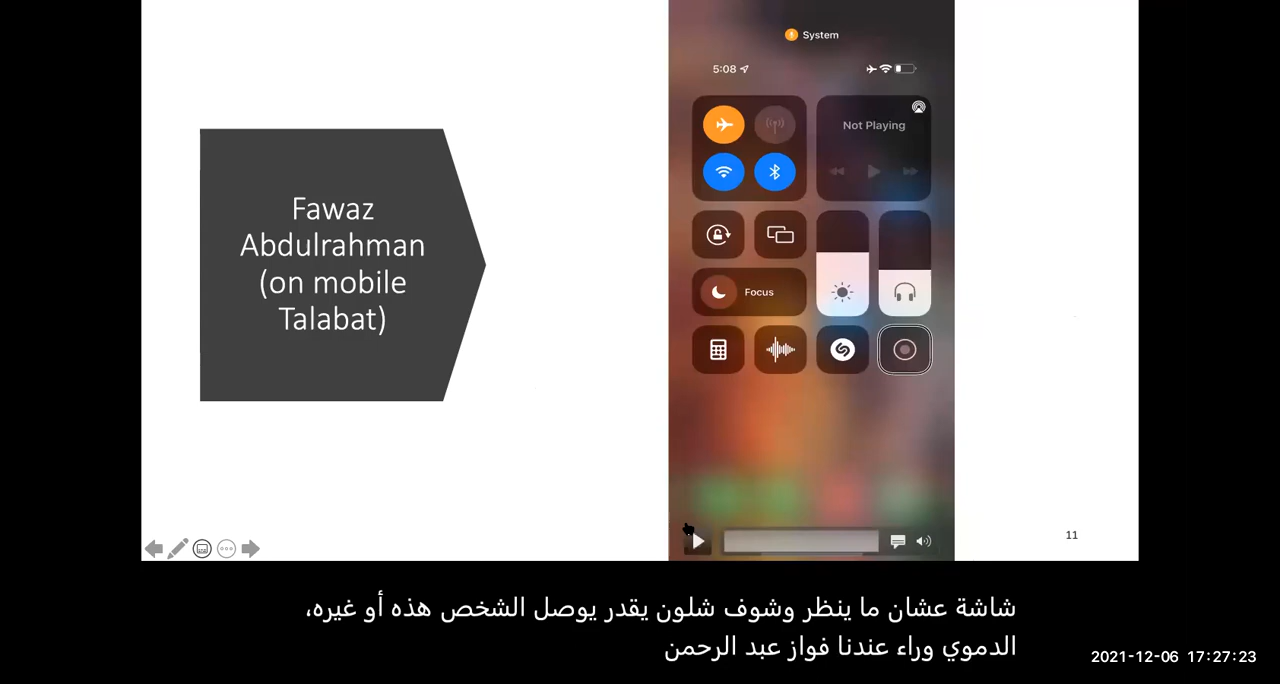 System
5:08
Not Playing
Fawaz
Abdulrahman
(on mobile
Talabat)
Focus
11
شاشة عشان ما ينظر وشوف شلون يقدر يوصل الشخص هذه أو غيره،
الدموي وراء عندنا فواز عبد الرحمن
2021-12-06 17:27:23